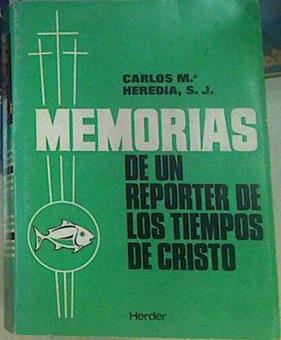 CARLOS M.ª
HEREDIA, S. J.
MEMORIAS
DE UN
REPORTER DE
LOS TIEMPOS
DE CRISTO
Herder